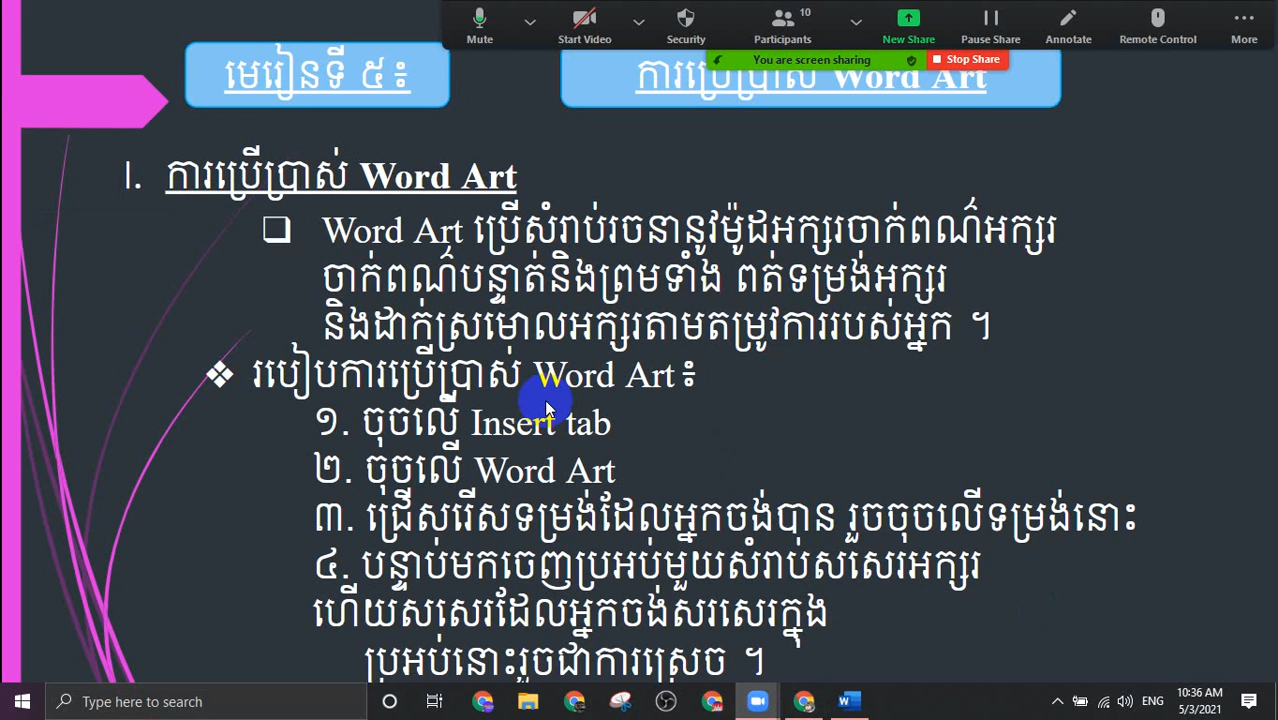 10
Mute
Start Video
Security
Participants
New Share
Pause Share
Annotate
Remote Control
More
You are screen sharing
Stop Share
មេរៀនទី ៥៖
ការប្រើប្រាស់ Word Art
I. ការប្រើប្រាស់ Word Art
Word Art ប្រើសំរាប់រចនានូវម៉ូដអក្សរចាក់ពណ៌អក្សរ
ចាក់ពណ៌បន្ទាត់និងព្រមទាំង ពត់ទម្រង់អក្សរ
និងដាក់ស្រមោលអក្សរតាមតម្រូវការរបស់អ្នក ។
របៀបការប្រើប្រាស់ Word Art៖
១. ចុចលើ Insert tab
២. ចុចលើ Word Art
៣. ជ្រើសរើសទម្រង់ដែលអ្នកចង់បាន រួចចុចលើទម្រង់នោះ
៤. បន្ទាប់មកចេញប្រអប់មួយសំរាប់សសេរអក្សរ
ហើយសសេរដែលអ្នកចង់សរសេរក្នុង
ប្រអប់នោះរួចជាការស្រេច ។
Type here to search
ENG
10:36 AM
5/3/2021